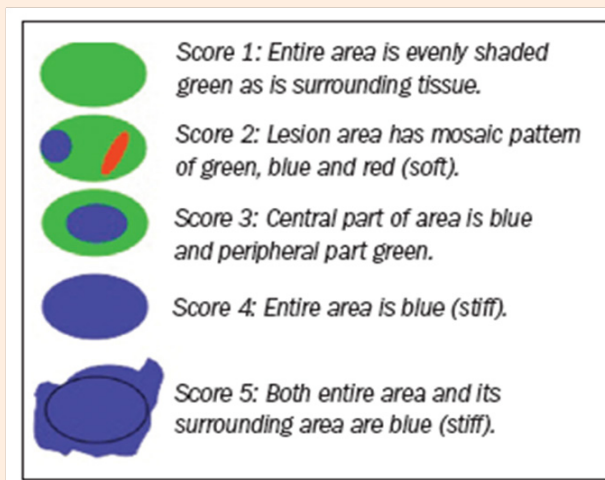 Score 1: Entire area is evenly shaded
green as is surrounding tissue.
Score 2: Lesion area has mosaic pattern
of green, blue and red (soft).
Score 3: Central part of area is blue
and peripheral part green.
Score 4: Entire area is blue (stiff).
Score 5: Both entire area and its
surrounding area are blue (stiff).